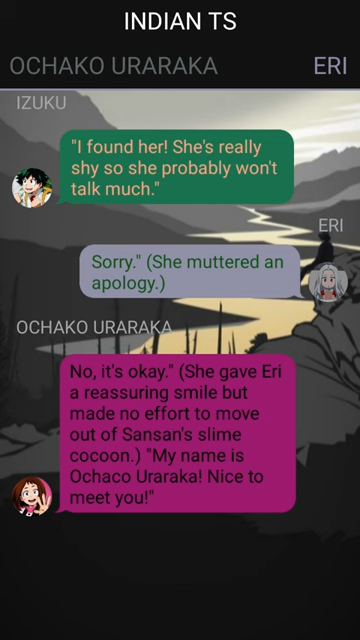 INDIAN TS
OCHAKO URARAKA ERI
IZUKU
"I found her! She's really
shy so she probably won't
talk much."
ERI
Sorry." (She muttered an
apology.)
OCHAKO URARAKA
No, it's okay." (She gave Eri
a reassuring smile but
made no effort to move
out of Sansan's slime
cocoon.) "My name is
Ochaco Uraraka! Nice to
meet you!"